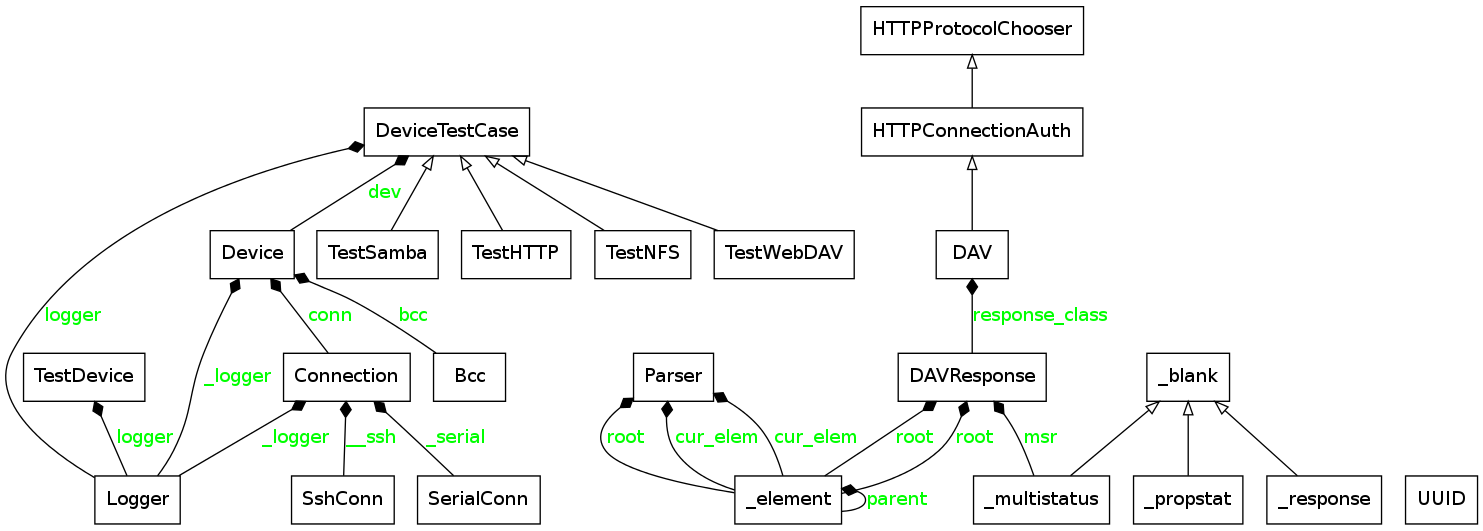 HTTPProtocolChooser
DeviceTestCase
HTTPConnectionAuth
dev
Device
TestSamba
TestHTTP
TestNFS
TestWebDAV
DAV
logger
conn
bcc
response_class
TestDevice
_logger
Connection
Bcc
Parser
DAVResponse
_blank
logger
_logger
__ssh
_serial
root
cur_elem
cur_elem
root
root
msr
Logger
SshConn
SerialConn
_element
parent
_multistatus
_propstat
_response
UUID